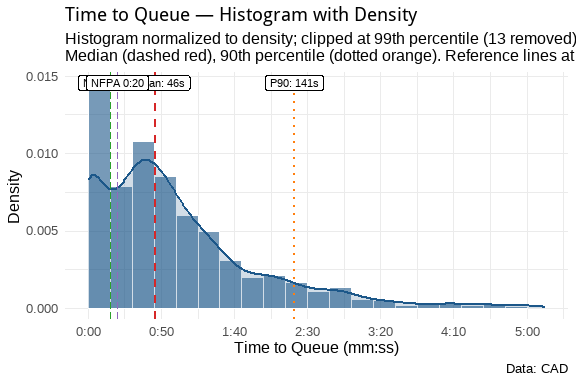 Time to Queue — Histogram with Density
Histogram normalized to density; clipped at 99th percentile (13 removed)
Median (dashed red), 90th percentile (dotted orange). Reference lines at
NFPA 0:20
an: 46s
P90: 141s
0.015
0.010
0.005
0.000
Density
0:00 0:50 1:40 2:30 3:20 4:10 5:00
Time to Queue (mm:ss)
Data: CAD